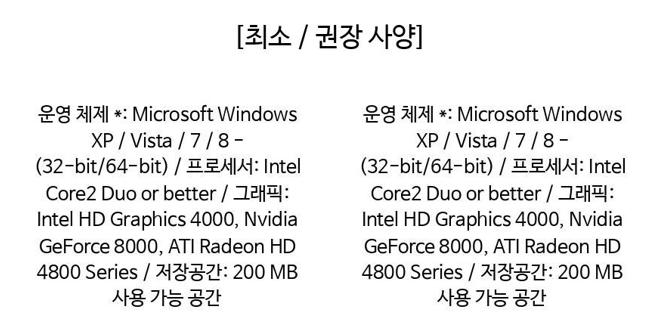 [최소 / 권장 사양]
운영 체제 *: Microsoft Windows
XP / Vista / 7 / 8 -
(32-bit/64-bit) / 프로세서: Intel
Core2 Duo or better / 그래픽:
Intel HD Graphics 4000, Nvidia
GeForce 8000, ATI Radeon HD
4800 Series / 저장공간: 200 MB
사용 가능 공간
운영 체제 *: Microsoft Windows
XP / Vista / 7 / 8 -
(32-bit/64-bit) / 프로세서: Intel
Core2 Duo or better / 그래픽:
Intel HD Graphics 4000, Nvidia
GeForce 8000, ATI Radeon HD
4800 Series / 저장공간: 200 MB
사용 가능 공간